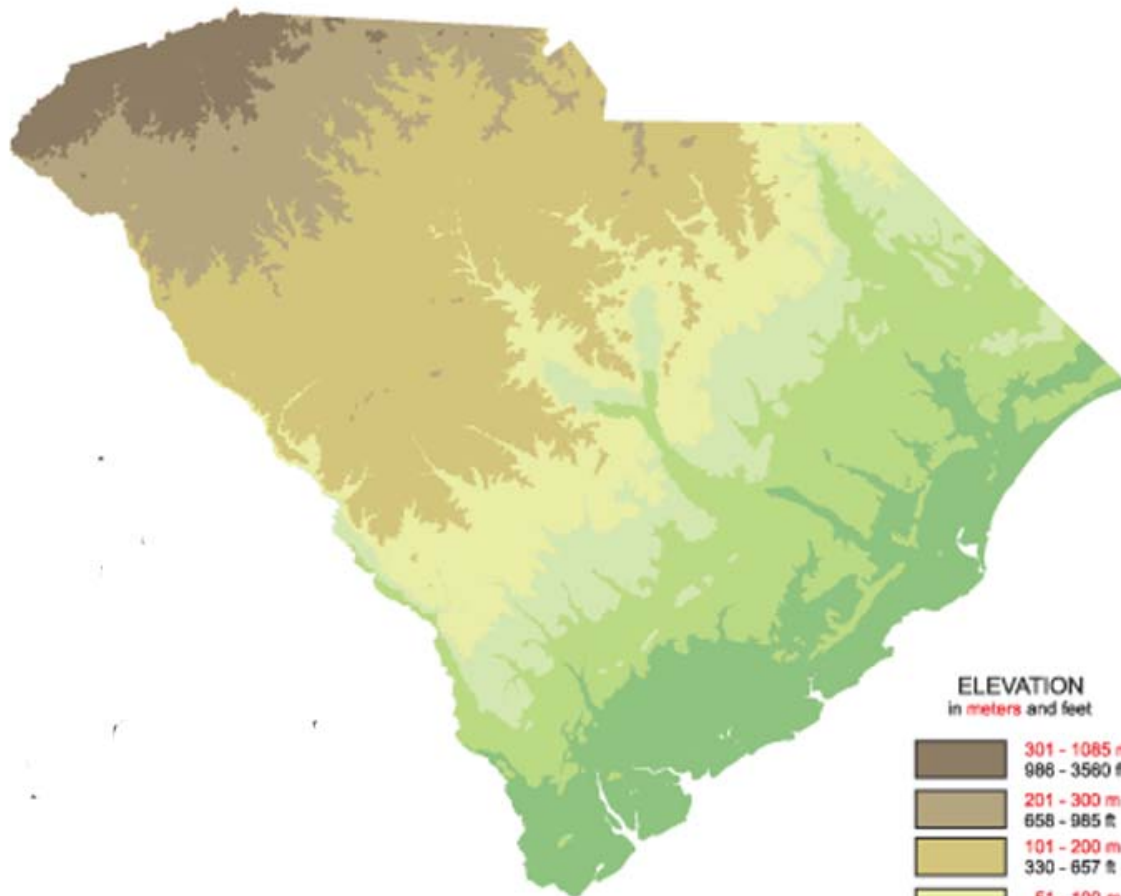 ELEVATION
in meters and feet
301 - 1085 m
986 - 3560 ft
201 - 300 m
658 - 985 ft
101 - 200 m
330 - 657 ft